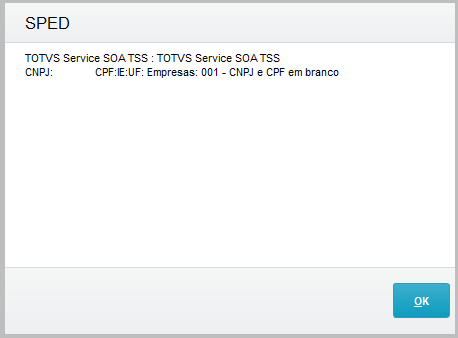 SPED
TOTVS Service SOA TSS : TOTVS Service SOA TSS
CNPJ: CPF:IE:UF: Empresas: 001 - CNPJ e CPF em branco
OK